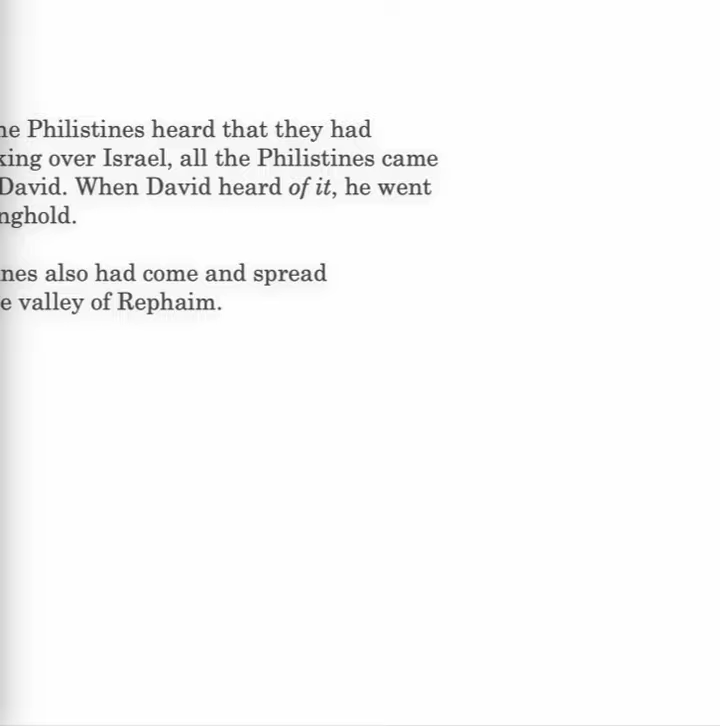 he Philistines heard that they had
king over Israel, all the Philistines came
David. When David heard of it, he went
nghold.
nes also had come and spread
e valley of Rephaim.